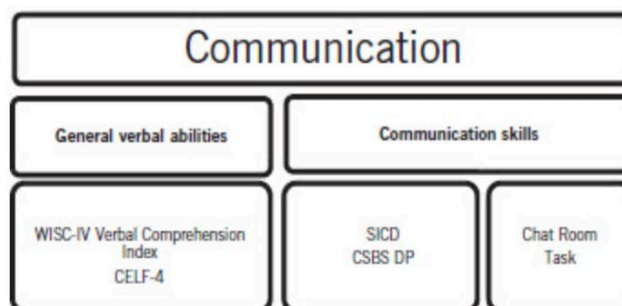 Communication
General verbal abilities
Communication skills
WISC-IV Verbal Comprehension
Index
CELF-4
SICD
CSBS DP
Chat Room
Task